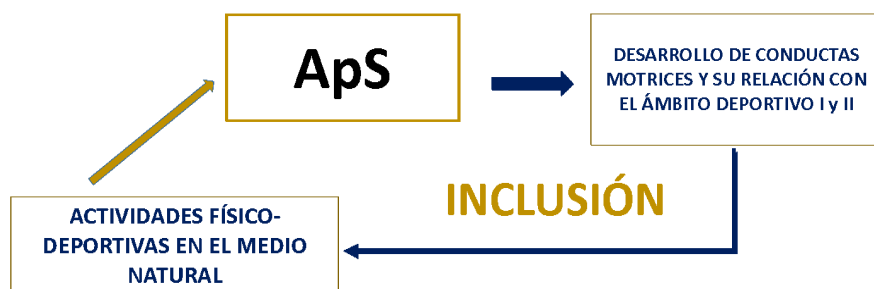 ApS
DESARROLLO DE CONDUCTAS
MOTRICES Y SU RELACIÓN CON
EL ÁMBITO DEPORTIVO I y II
INCLUSIÓN
ACTIVIDADES FÍSICO-
DEPORTIVAS EN EL MEDIO
NATURAL